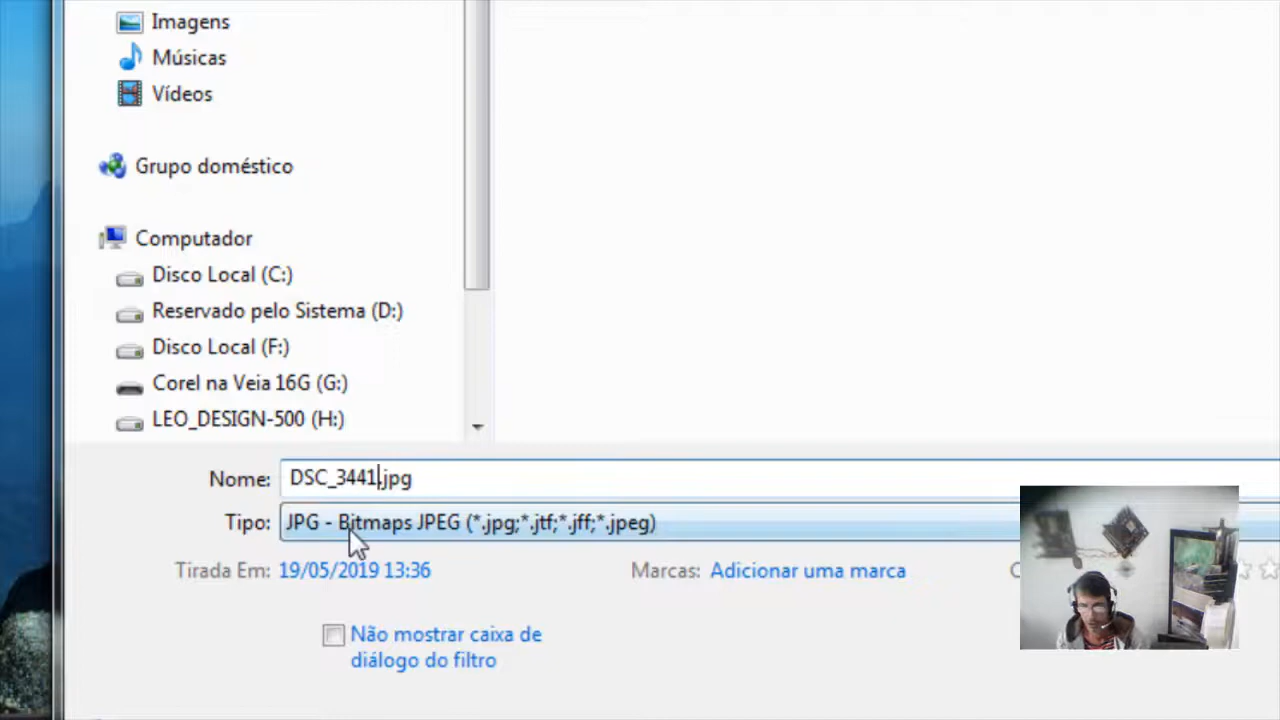 Imagens
Músicas
Vídeos
Grupo doméstico
Computador
Disco Local (C:)
Reservado pelo Sistema (D:)
Disco Local (F:)
Corel na Veia 16G (G:)
LEO_DESIGN-500 (H:)
Nome: DSC_3441.jpg
Tipo: JPG - Bitmaps JPEG (*.jpg;*.jtf;*.jff;*.jpeg)
Tirada Em: 19/05/2019 13:36 Marcas: Adicionar uma marca
Não mostrar caixa de
diálogo do filtro